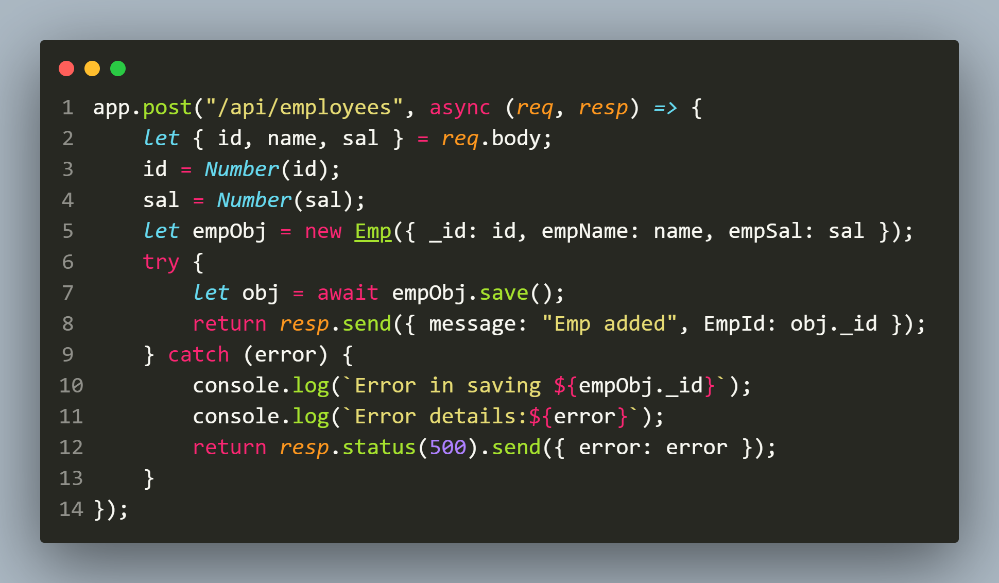 1 app.post("/api/employees", async (req, resp) => {
2     let { id, name, sal } = req.body;
3     id = Number(id);
4     sal = Number(sal);
5     let empObj = new Emp({ _id: id, empName: name, empSal: sal });
6     try {
7         let obj = await empObj.save();
8         return resp.send({ message: "Emp added", EmpId: obj._id });
9     } catch (error) {
10         console.log(`Error in saving ${empObj._id}`);
11         console.log(`Error details:${error}`);
12         return resp.status(500).send({ error: error });
13     }
14 });